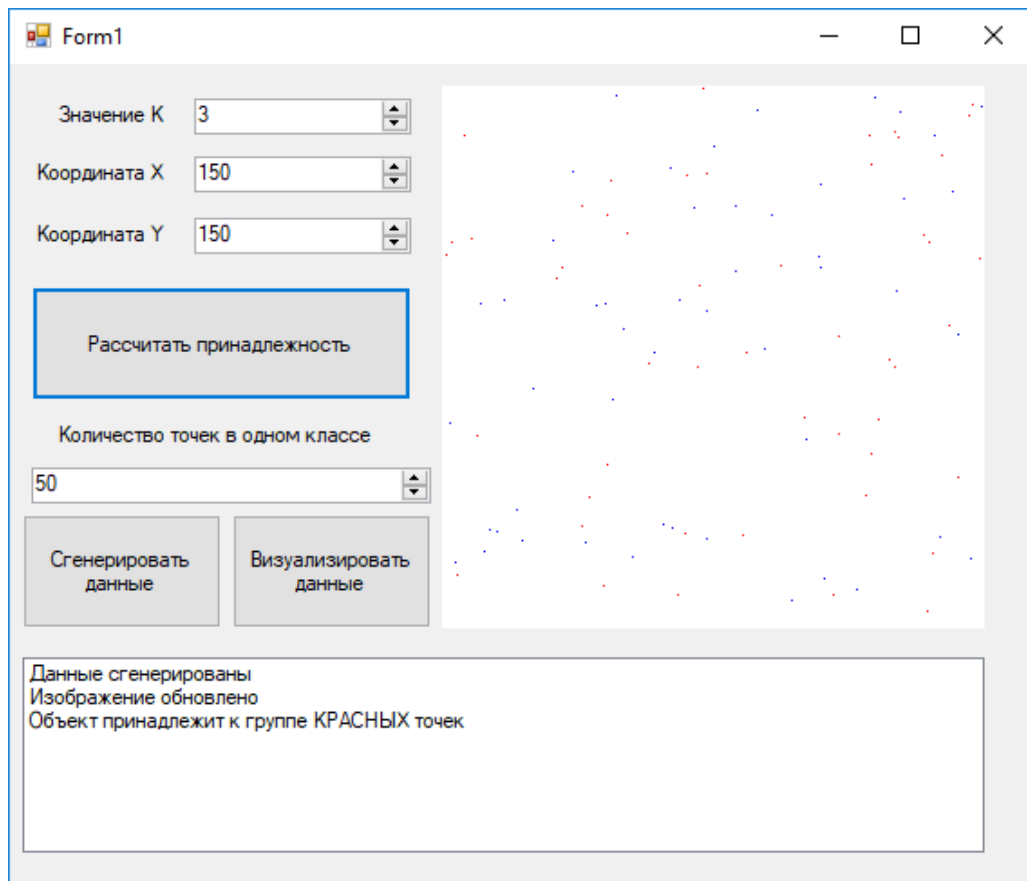 Form1
Значение K
3
Координата X
150
Координата Y
150
Рассчитать принадлежность
Количество точек в одном классе
50
Сгенерировать
данные
Визуализировать
данные
Данные сгенерированы
Изображение обновлено
Объект принадлежит к группе КРАСНЫХ точек